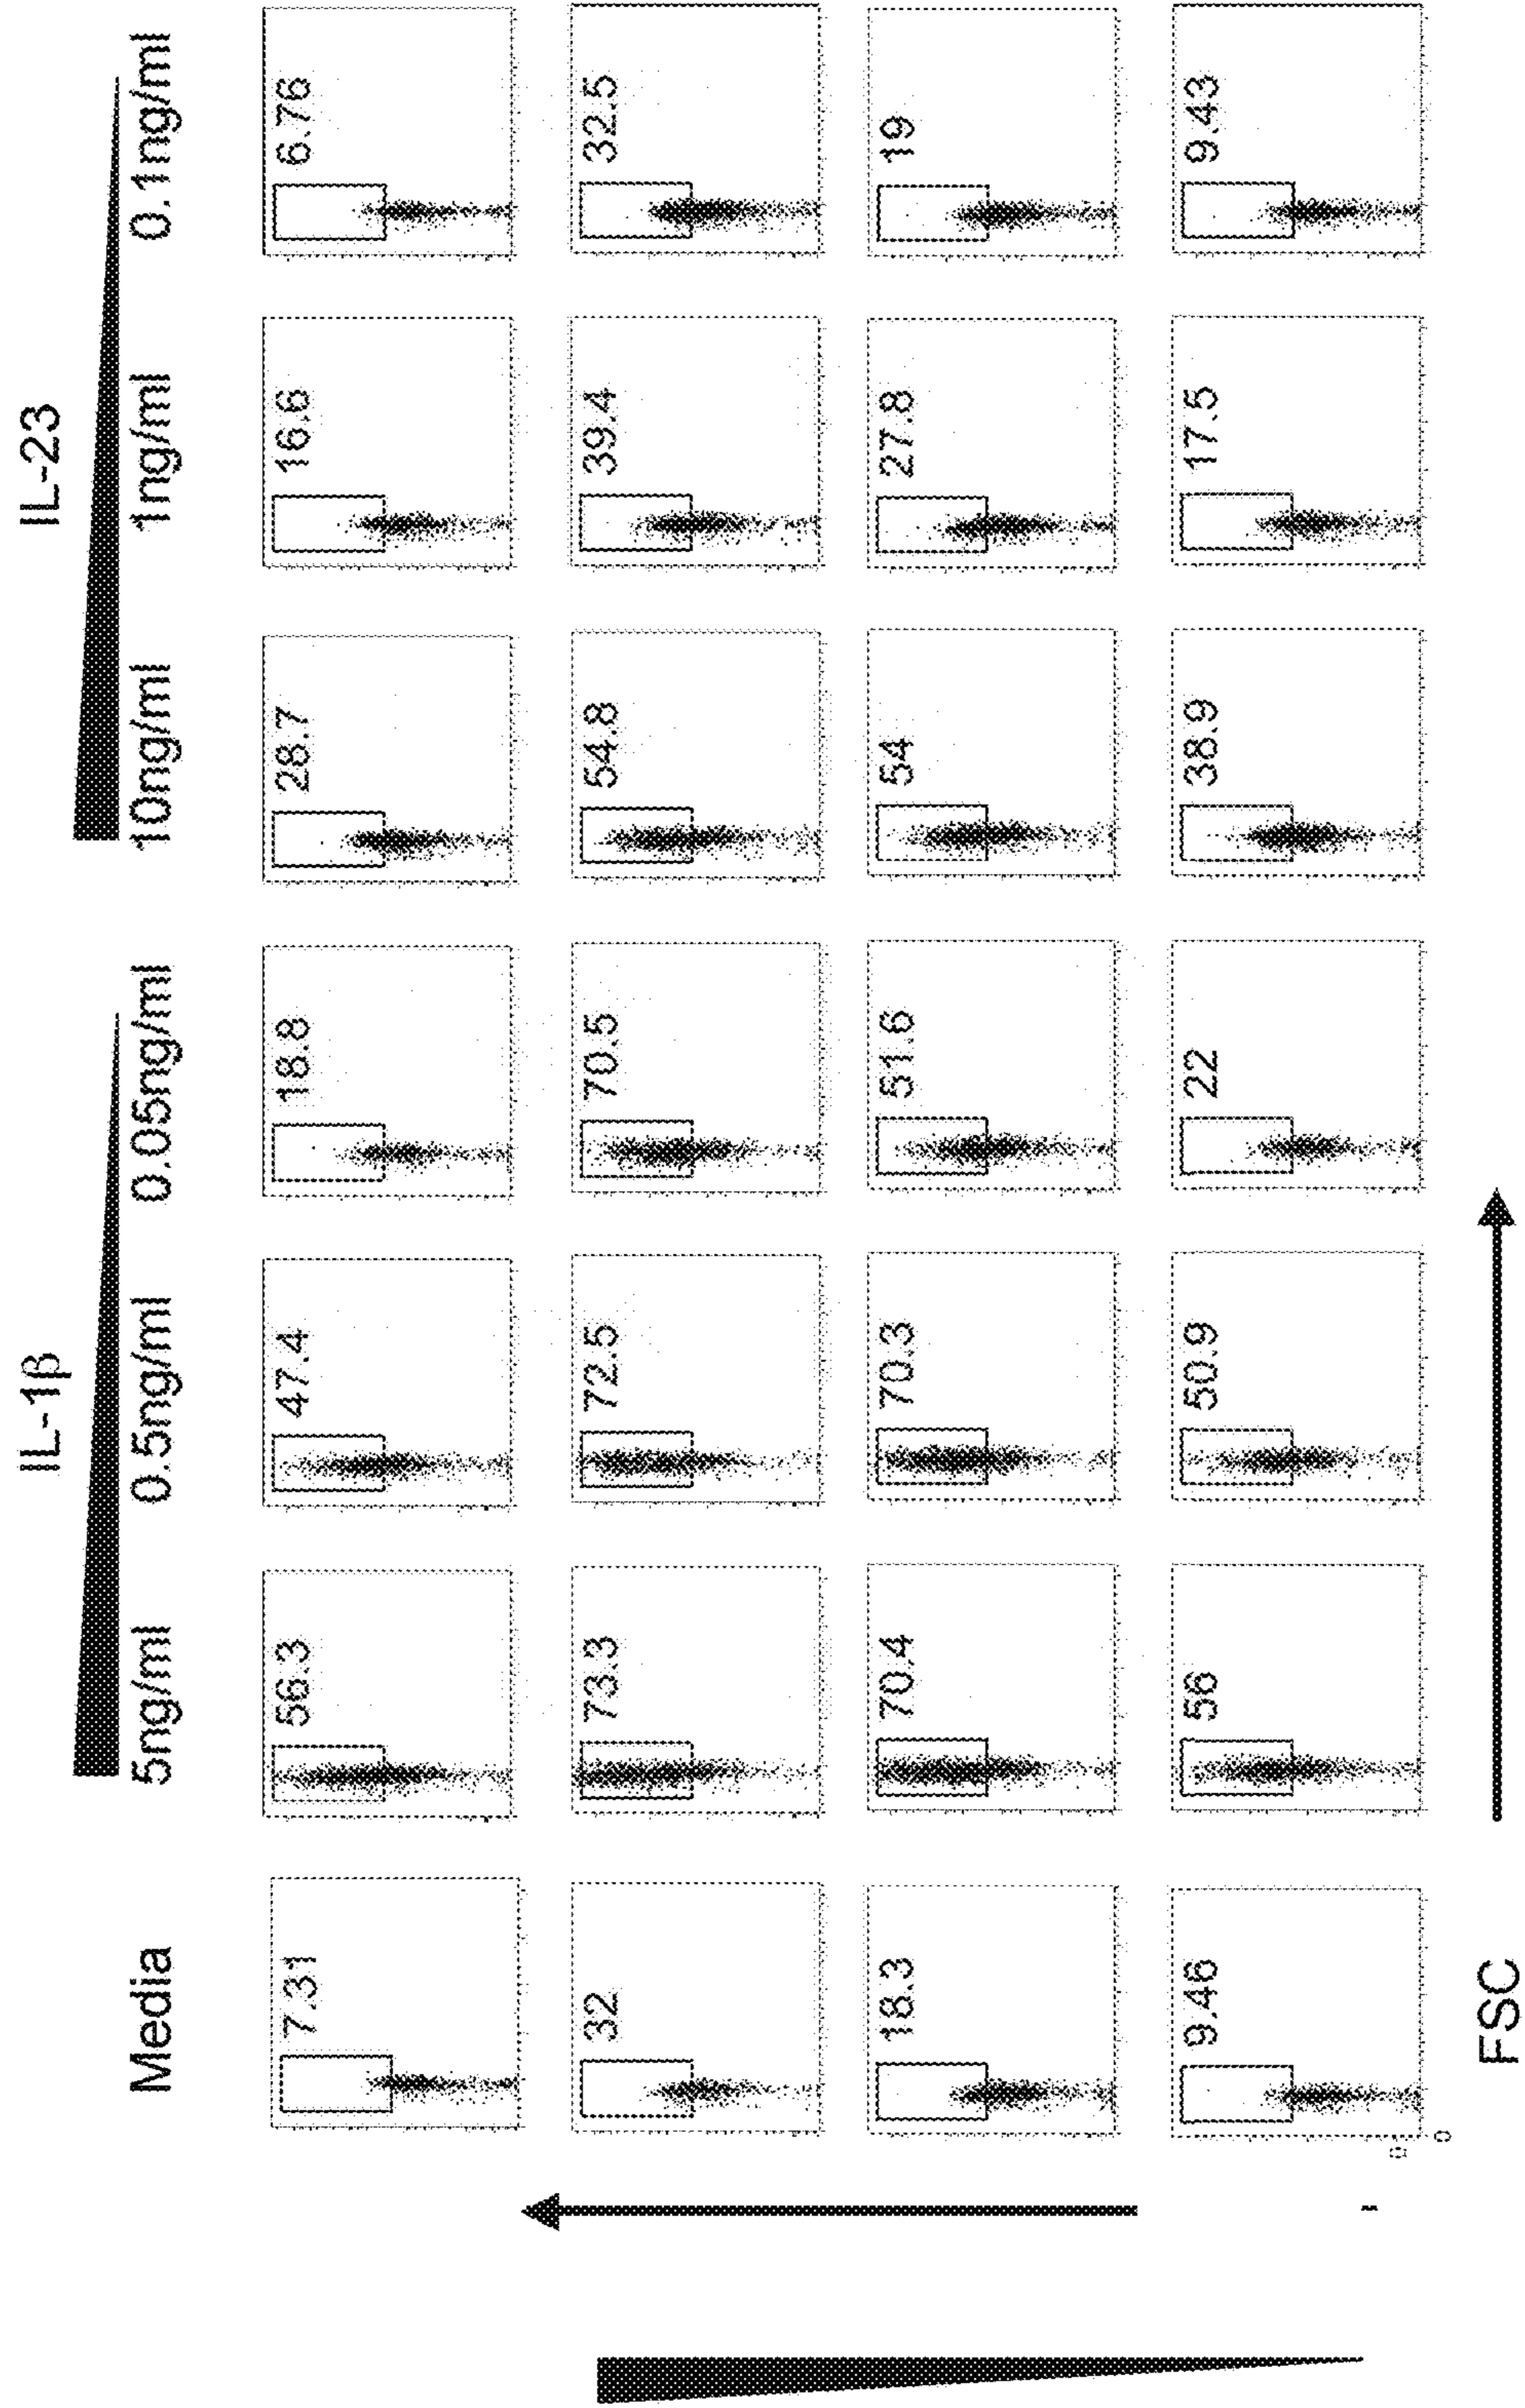 IL-1β IL-23
Media 5ng/ml 0.5ng/ml 0.05ng/ml 10ng/ml 1ng/ml 0.1ng/ml
7.31 56.3 47.4 18.8 28.7 16.6 6.76
32 73.3 72.5 70.5 54.8 39.4 32.5
18.3 70.4 70.3 51.6 54 27.8 19
9.46 56 50.9 22 38.9 17.5 9.43
-
0
0
FSC